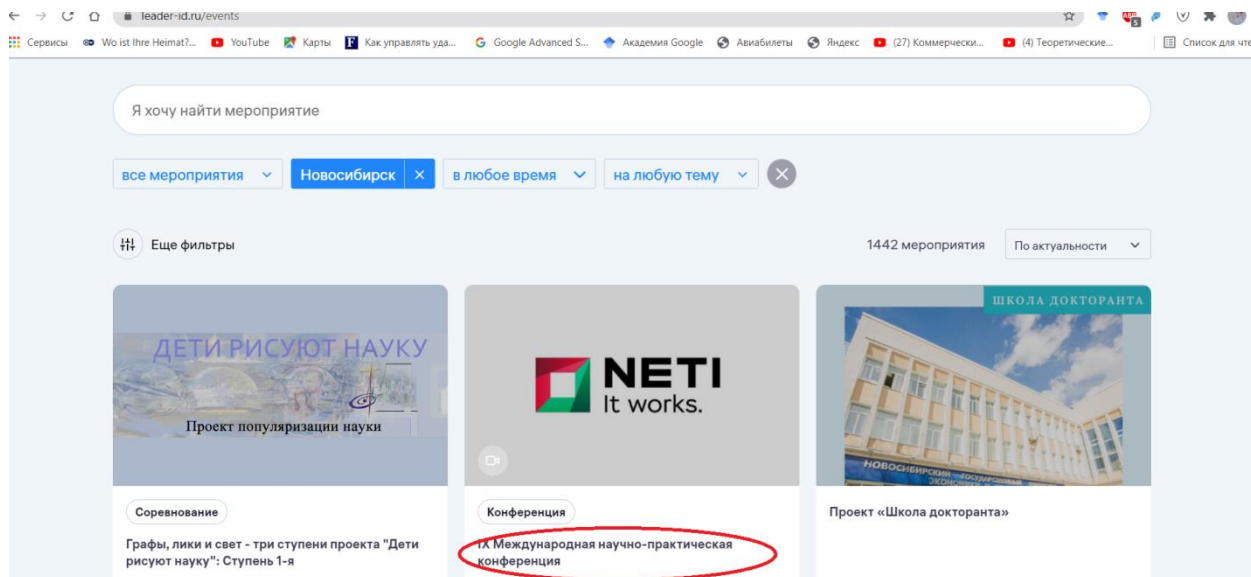 leader-id.ru/events
Сервисы Wo ist Ihre Heimat?... YouTube Карты Как управлять уда... Google Advanced S... Академия Google Авиабилеты Яндекс (27) Коммерчески... (4) Теоретические... Список для чте
Я хочу найти мероприятие
все мероприятия Новосибирск в любое время на любую тему
Еще фильтры 1442 мероприятия По актуальности
ДЕТИ РИСУЮТ НАУКУ
Проект популяризации науки
NETI
It works.
ШКОЛА ДОКТОРАНТА
НОВОСИБИРСКИЙ ГОСУДАРСТВЕННЫЙ
Соревнование
Графы, лики и свет - три ступени проекта "Дети
рисуют науку": Ступень 1-я
Конференция
IX Международная научно-практическая
конференция
Проект «Школа докторанта»